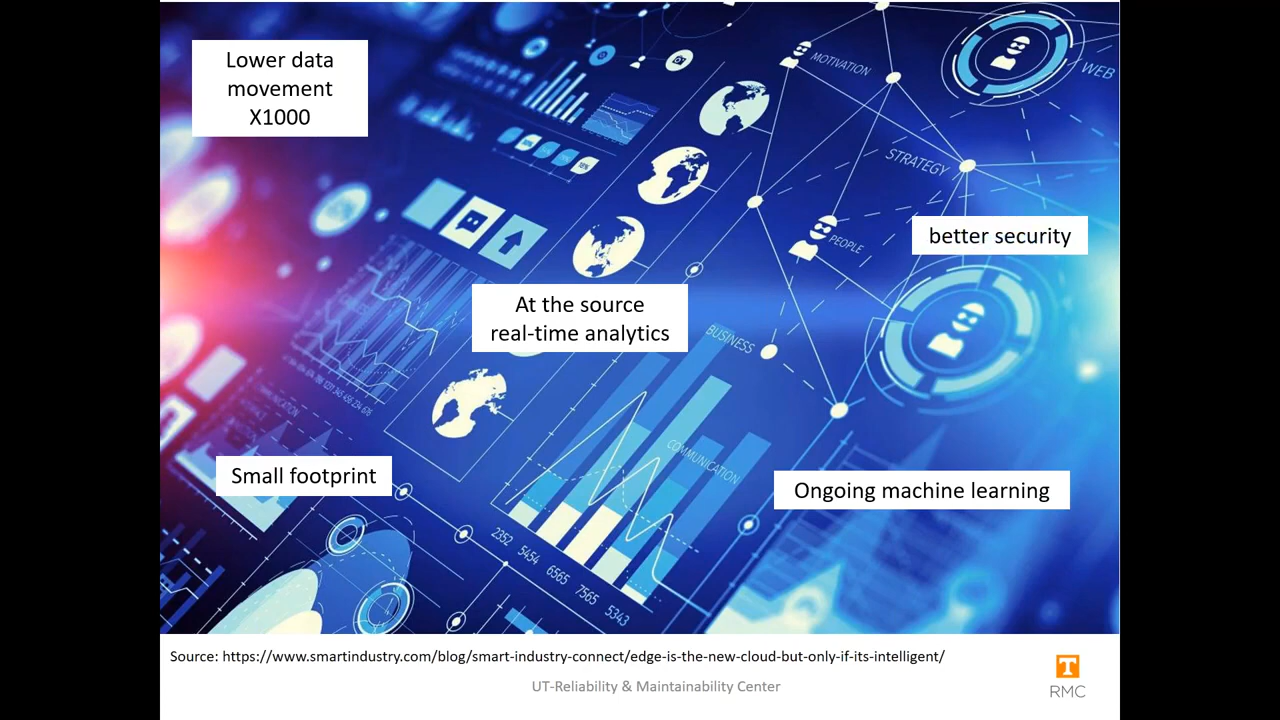 Lower data
movement
X1000
MOTIVATION
WEB
STRATEGY
better security
PEOPLE
At the source
real-time analytics
BUSINESS
COMMUNICATION
Small footprint
Ongoing machine learning
2352 5454 6565 7565 5343
Source: https://www.smartindustry.com/blog/smart-industry-connect/edge-is-the-new-cloud-but-only-if-its-intelligent/
UT-Reliability & Maintainability Center
T
RMC